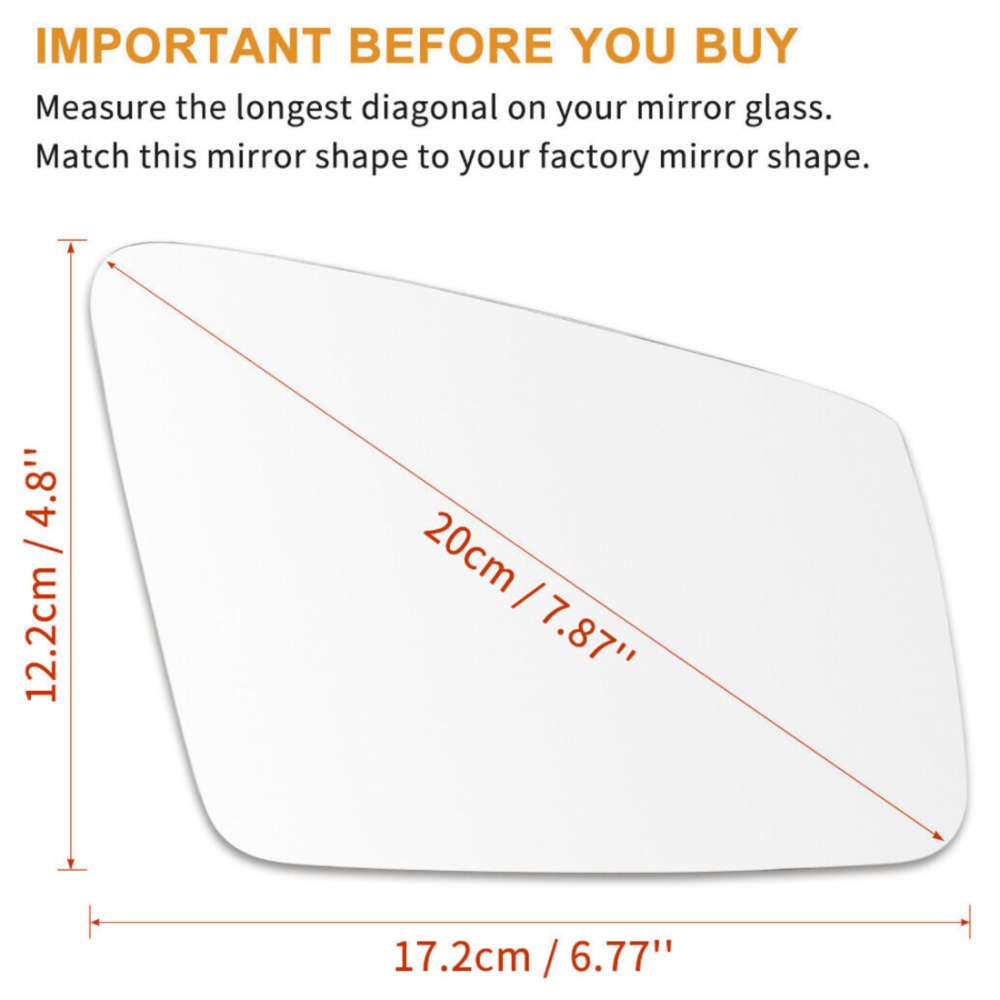 IMPORTANT BEFORE YOU BUY
Measure the longest diagonal on your mirror glass.
Match this mirror shape to your factory mirror shape.
12.2cm / 4.8''
20cm / 7.87''
17.2cm / 6.77''